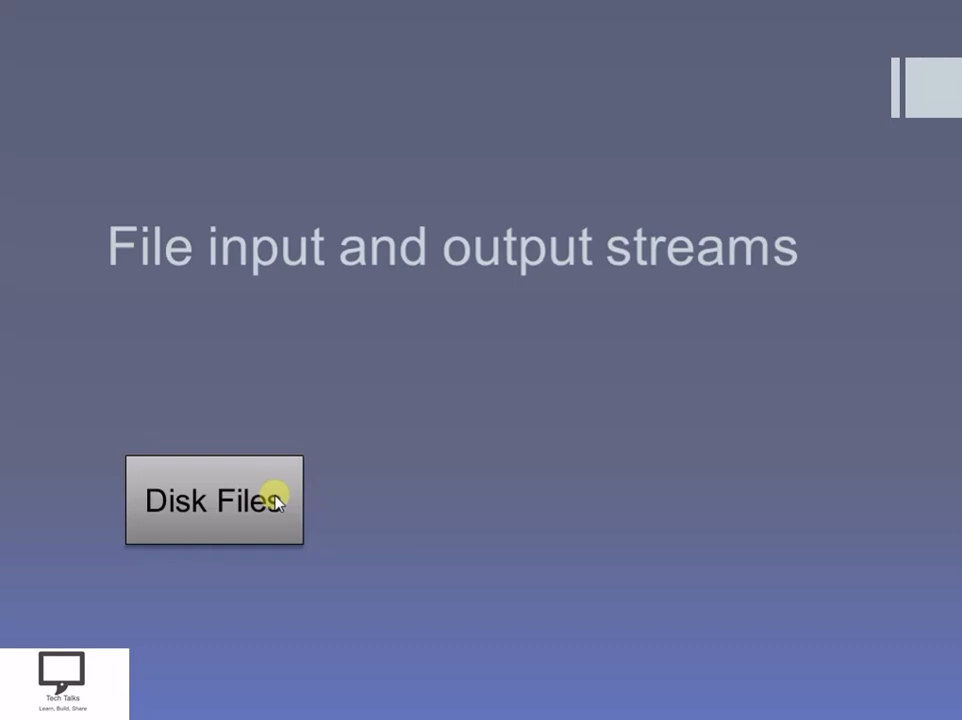 File input and output streams
Disk Files
Tech Talks
Learn, Build, Share